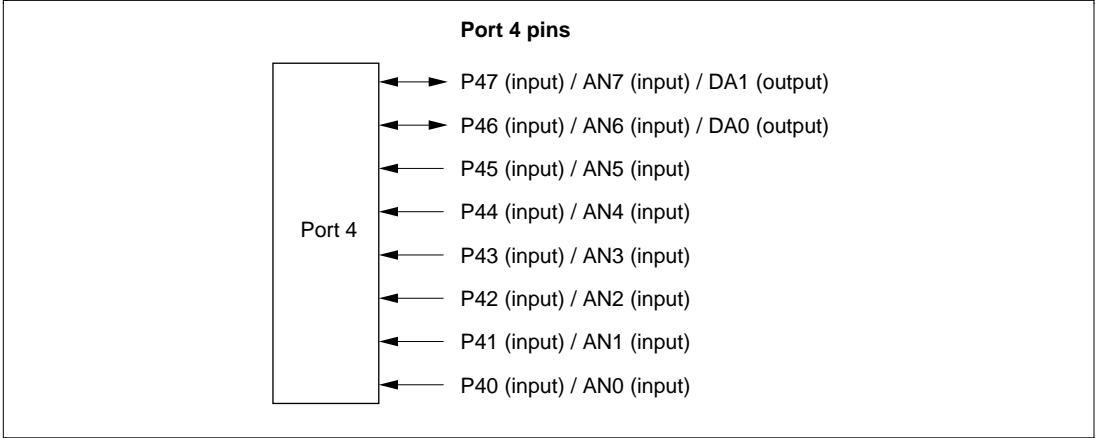 Port 4 pins
P47 (input) / AN7 (input) / DA1 (output)
P46 (input) / AN6 (input) / DA0 (output)
P45 (input) / AN5 (input)
P44 (input) / AN4 (input)
Port 4
P43 (input) / AN3 (input)
P42 (input) / AN2 (input)
P41 (input) / AN1 (input)
P40 (input) / AN0 (input)